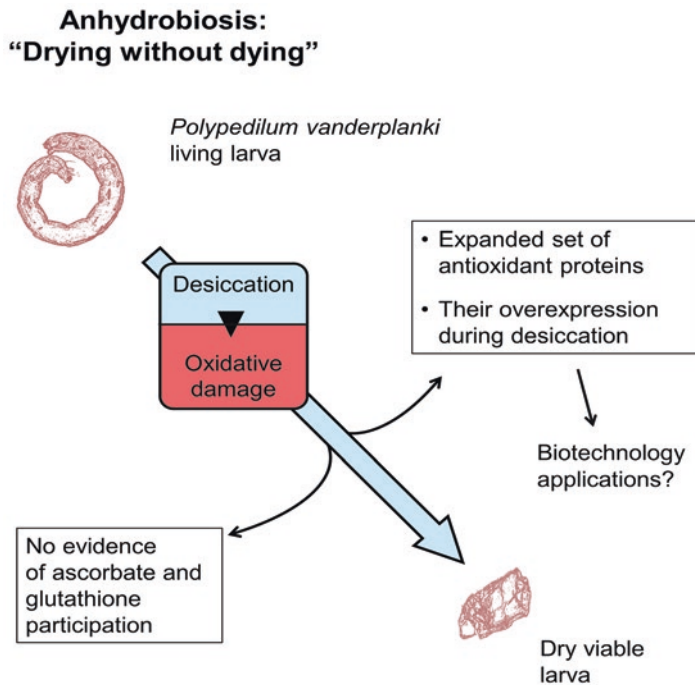 Anhydrobiosis:
“Drying without dying”
Polypedilum vanderplanki
living larva
Desiccation
Oxidative
damage
• Expanded set of
antioxidant proteins
• Their overexpression
during desiccation
Biotechnology
applications?
No evidence
of ascorbate and
glutathione
participation
Dry viable
larva